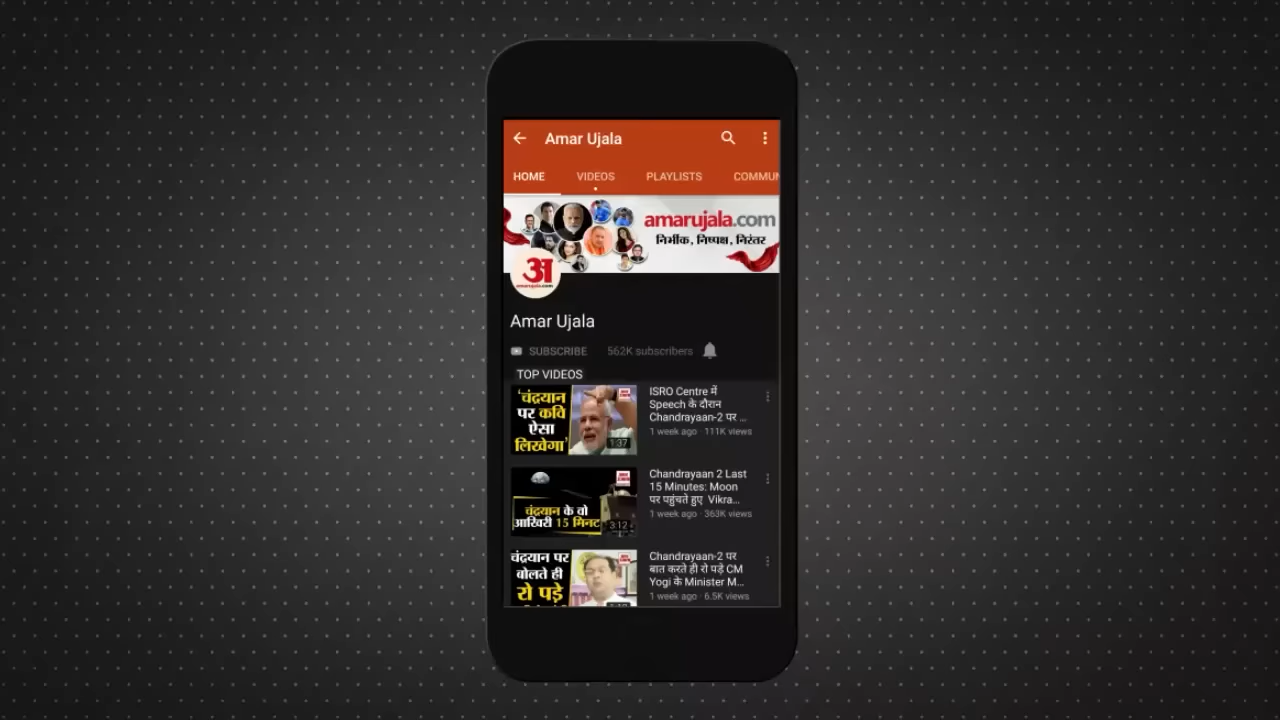 Amar Ujala
HOME VIDEOS PLAYLISTS COMMUN
amarujala.com
निर्भीक, निष्पक्ष, निरंतर
अ
amarujala.com
Amar Ujala
SUBSCRIBE 562K subscribers
TOP VIDEOS
'चंद्रयान
पर कवि
ऐसा
लिखेगा'
1:37
ISRO Centre में
Speech के दौरान
Chandrayaan-2 पर ...
1 week ago · 111K views
चंद्रयान के वो
आखिरी 15 मिनट
3:12
Chandrayaan 2 Last
15 Minutes: Moon
पर पहुंचते हुए Vikra...
1 week ago · 363K views
चंद्रयान पर
बोलते ही
रो पड़े
Chandrayaan-2 पर
बात करते ही रो पड़े CM
Yogi के Minister M...
1 week ago · 6.5K views